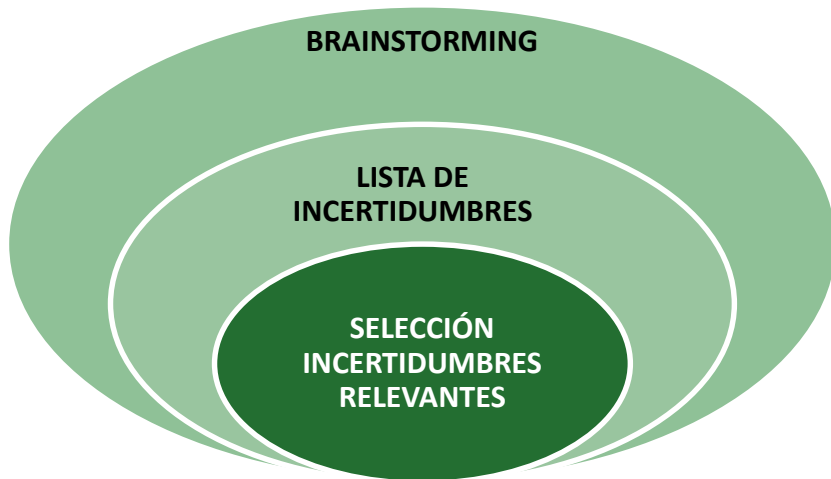 BRAINSTORMING
LISTA DE
INCERTIDUMBRES
SELECCIÓN
INCERTIDUMBRES
RELEVANTES